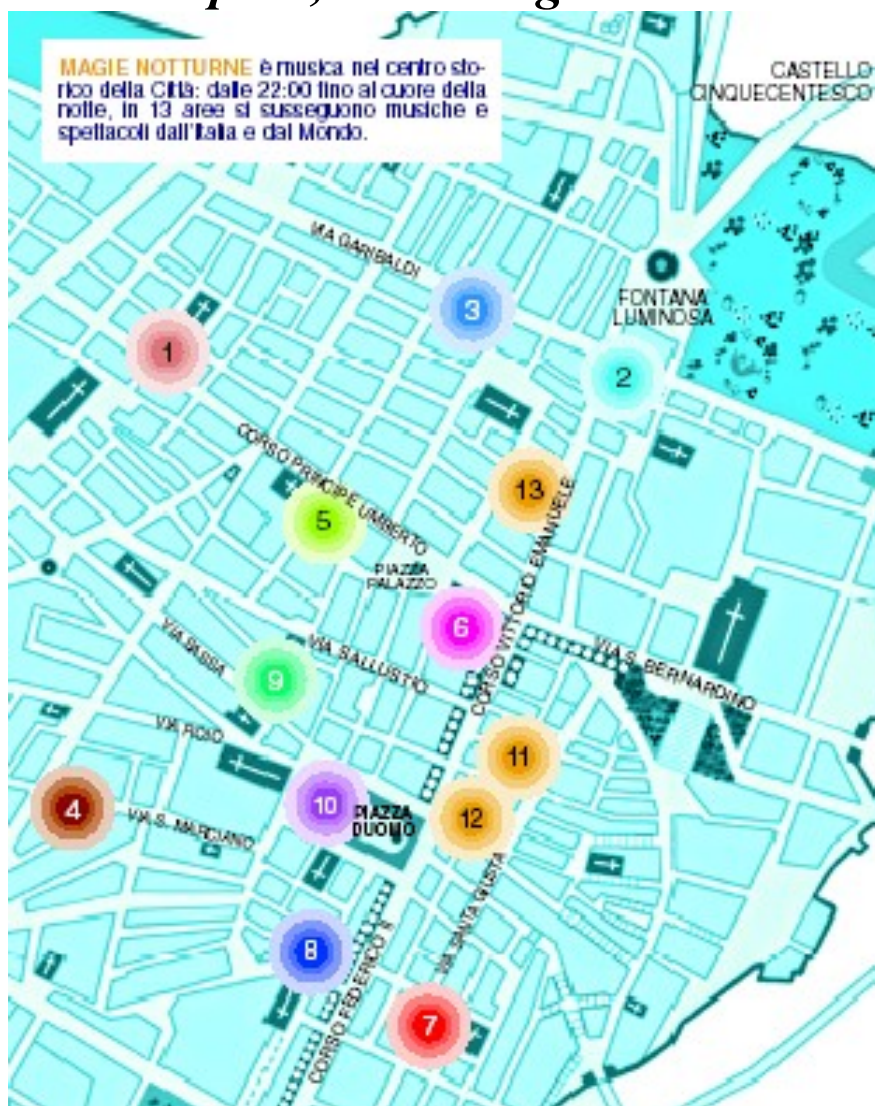 MAGIE NOTTURNE è musica nel centro sto-
rico della Città: dalle 22:00 fino al cuore della
notte, in 13 aree si susseguono musiche e
spettacoli dall'Italia e dal Mondo.
CASTELLO
CINQUECENTESCO
VIA GARIBALDI
3
FONTANA
LUMINOSA
1
2
CORSO PRINCIPE UMBERTO
13
5
PIAZZA
PALAZZO
CORSO VITTORIO EMANUELE
6
VIA S. BERNARDINO
VIA SASSA
VIA SALLUSTIO
9
VIA ROIO
11
4
10
PIAZZA
DUOMO
12
VIA S. MARCIANO
VIA SANTA GIUSTA
8
CORSO FEDERICO II
7